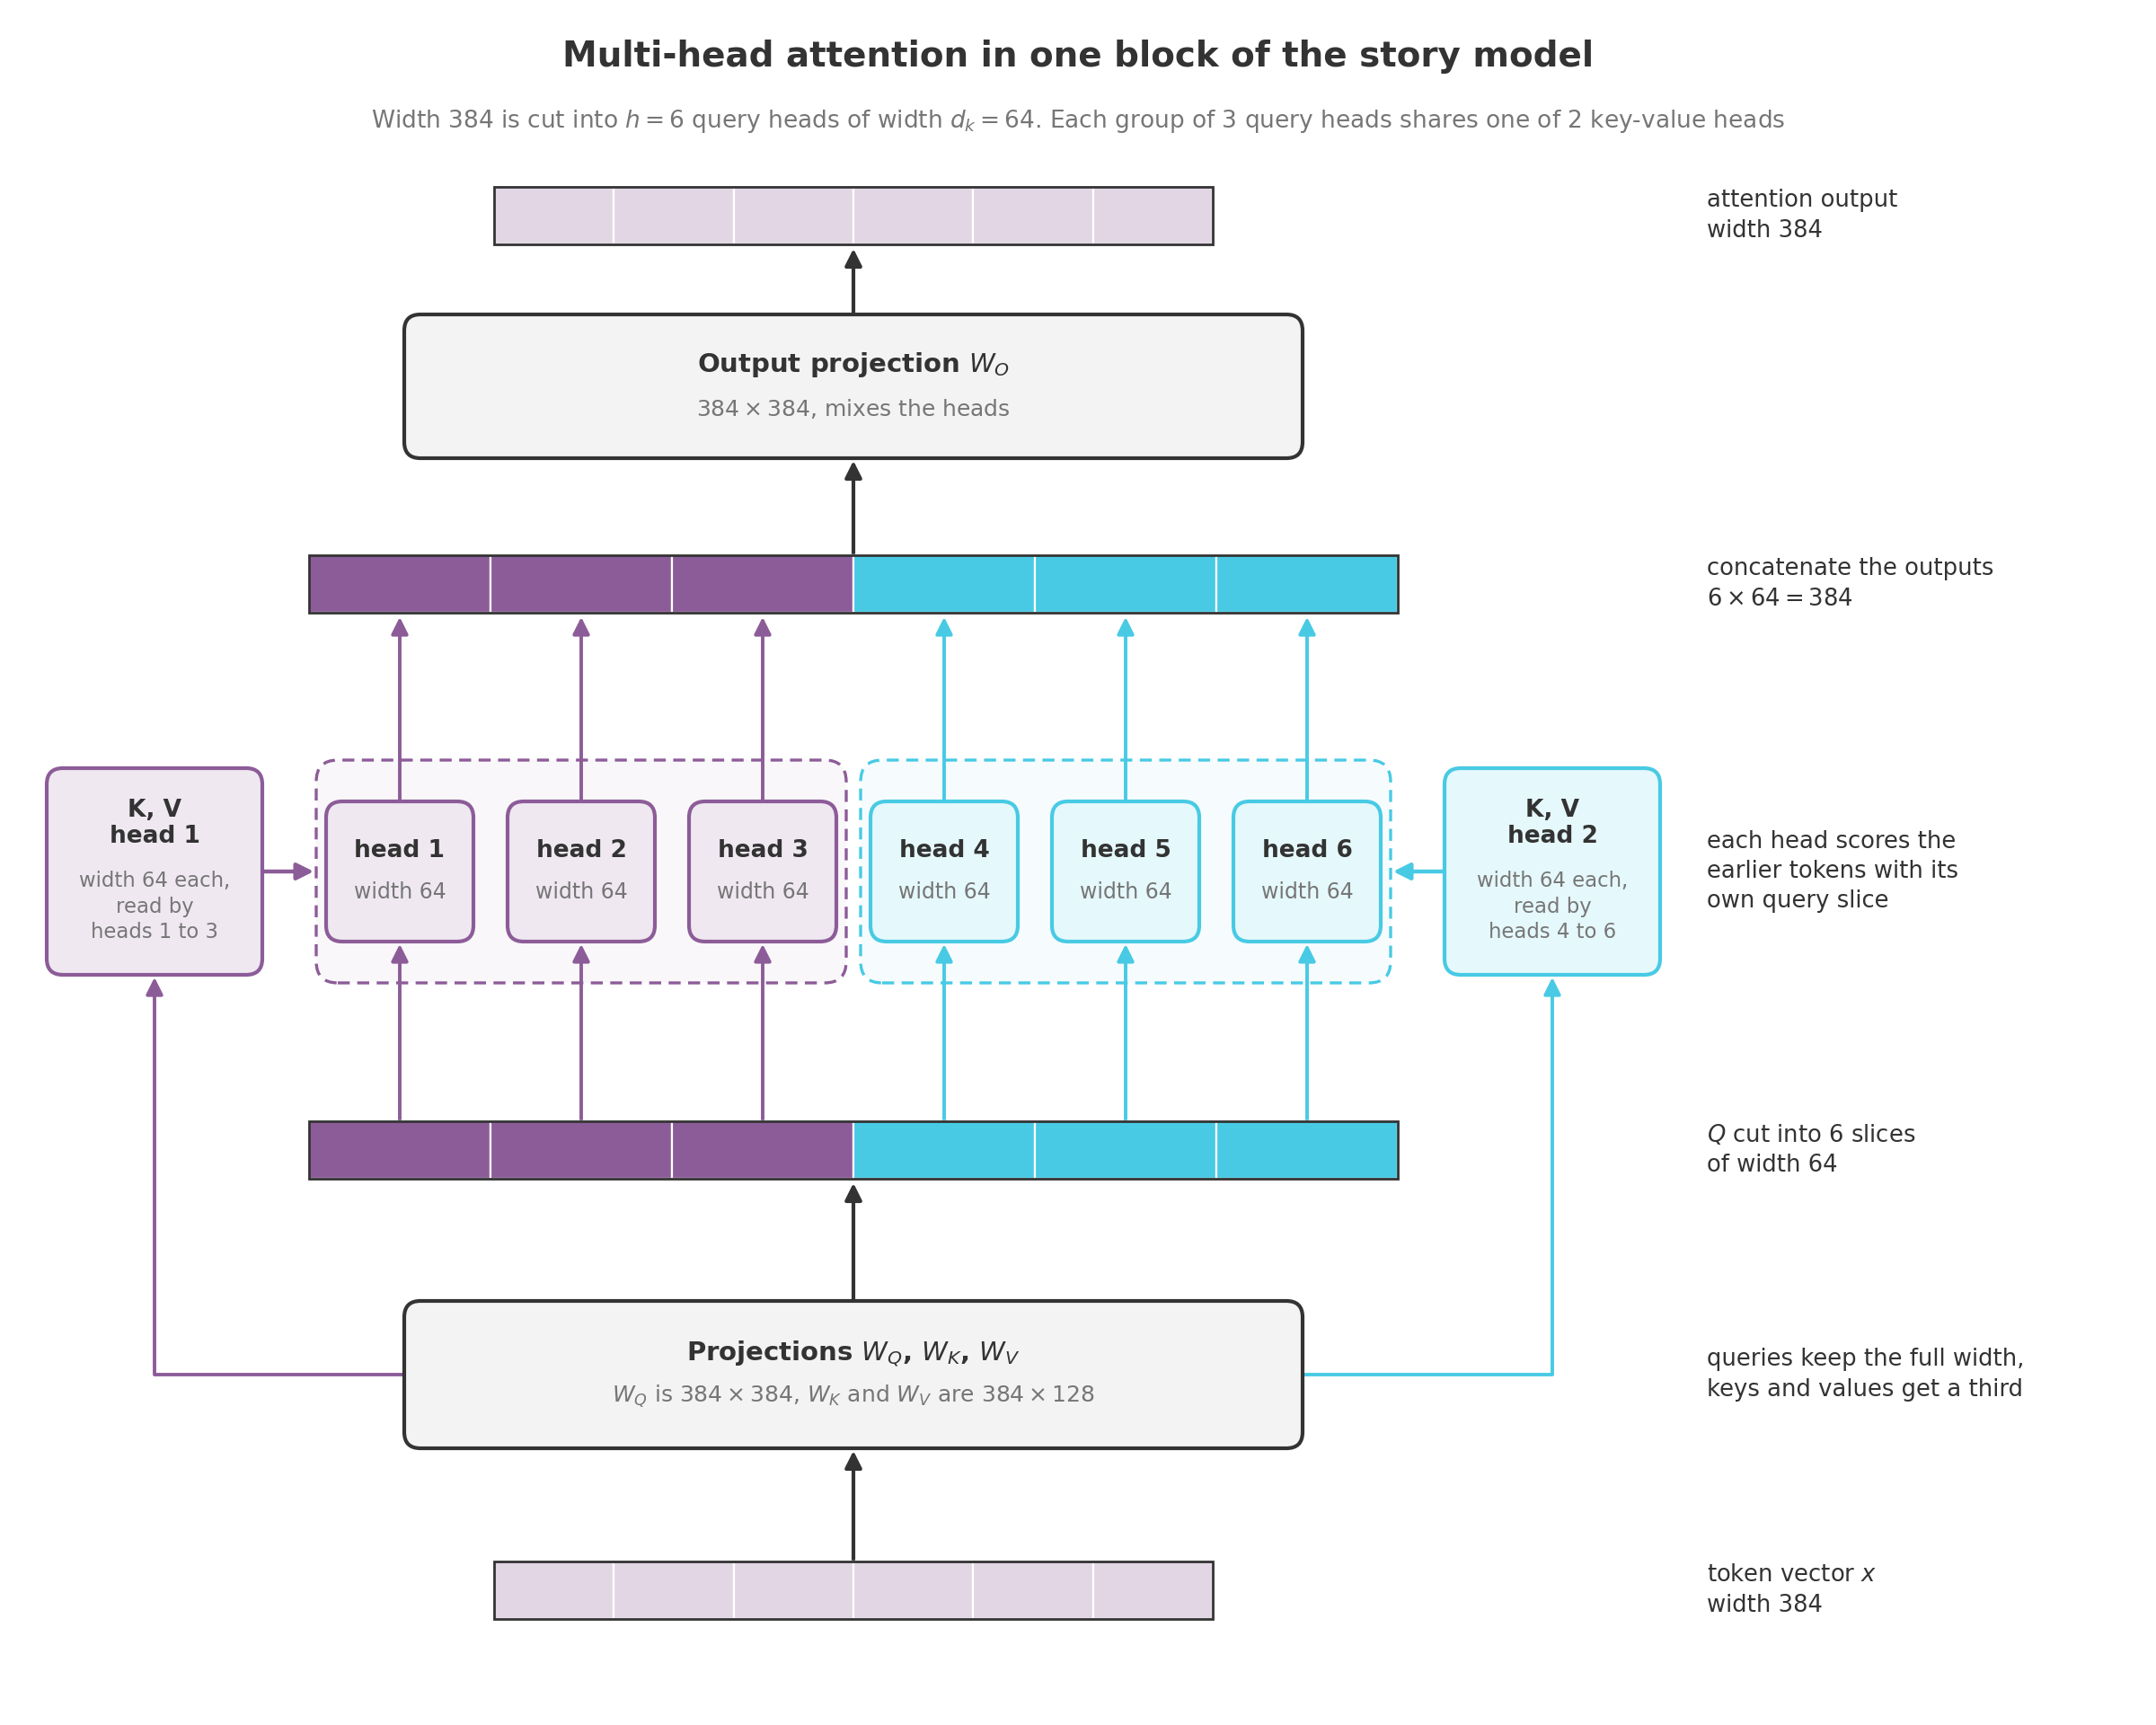 Multi-head attention in one block of the story model
Width 384 is cut into h = 6 query heads of width dₖ = 64. Each group of 3 query heads shares one of 2 key-value heads
attention output
width 384
Output projection W_O
384 × 384, mixes the heads
concatenate the outputs
6 × 64 = 384
K, V
head 1
width 64 each,
read by
heads 1 to 3
head 1
width 64
head 2
width 64
head 3
width 64
head 4
width 64
head 5
width 64
head 6
width 64
K, V
head 2
width 64 each,
read by
heads 4 to 6
each head scores the
earlier tokens with its
own query slice
Q cut into 6 slices
of width 64
Projections W_Q, W_K, W_V
W_Q is 384 × 384, W_K and W_V are 384 × 128
queries keep the full width,
keys and values get a third
token vector x
width 384